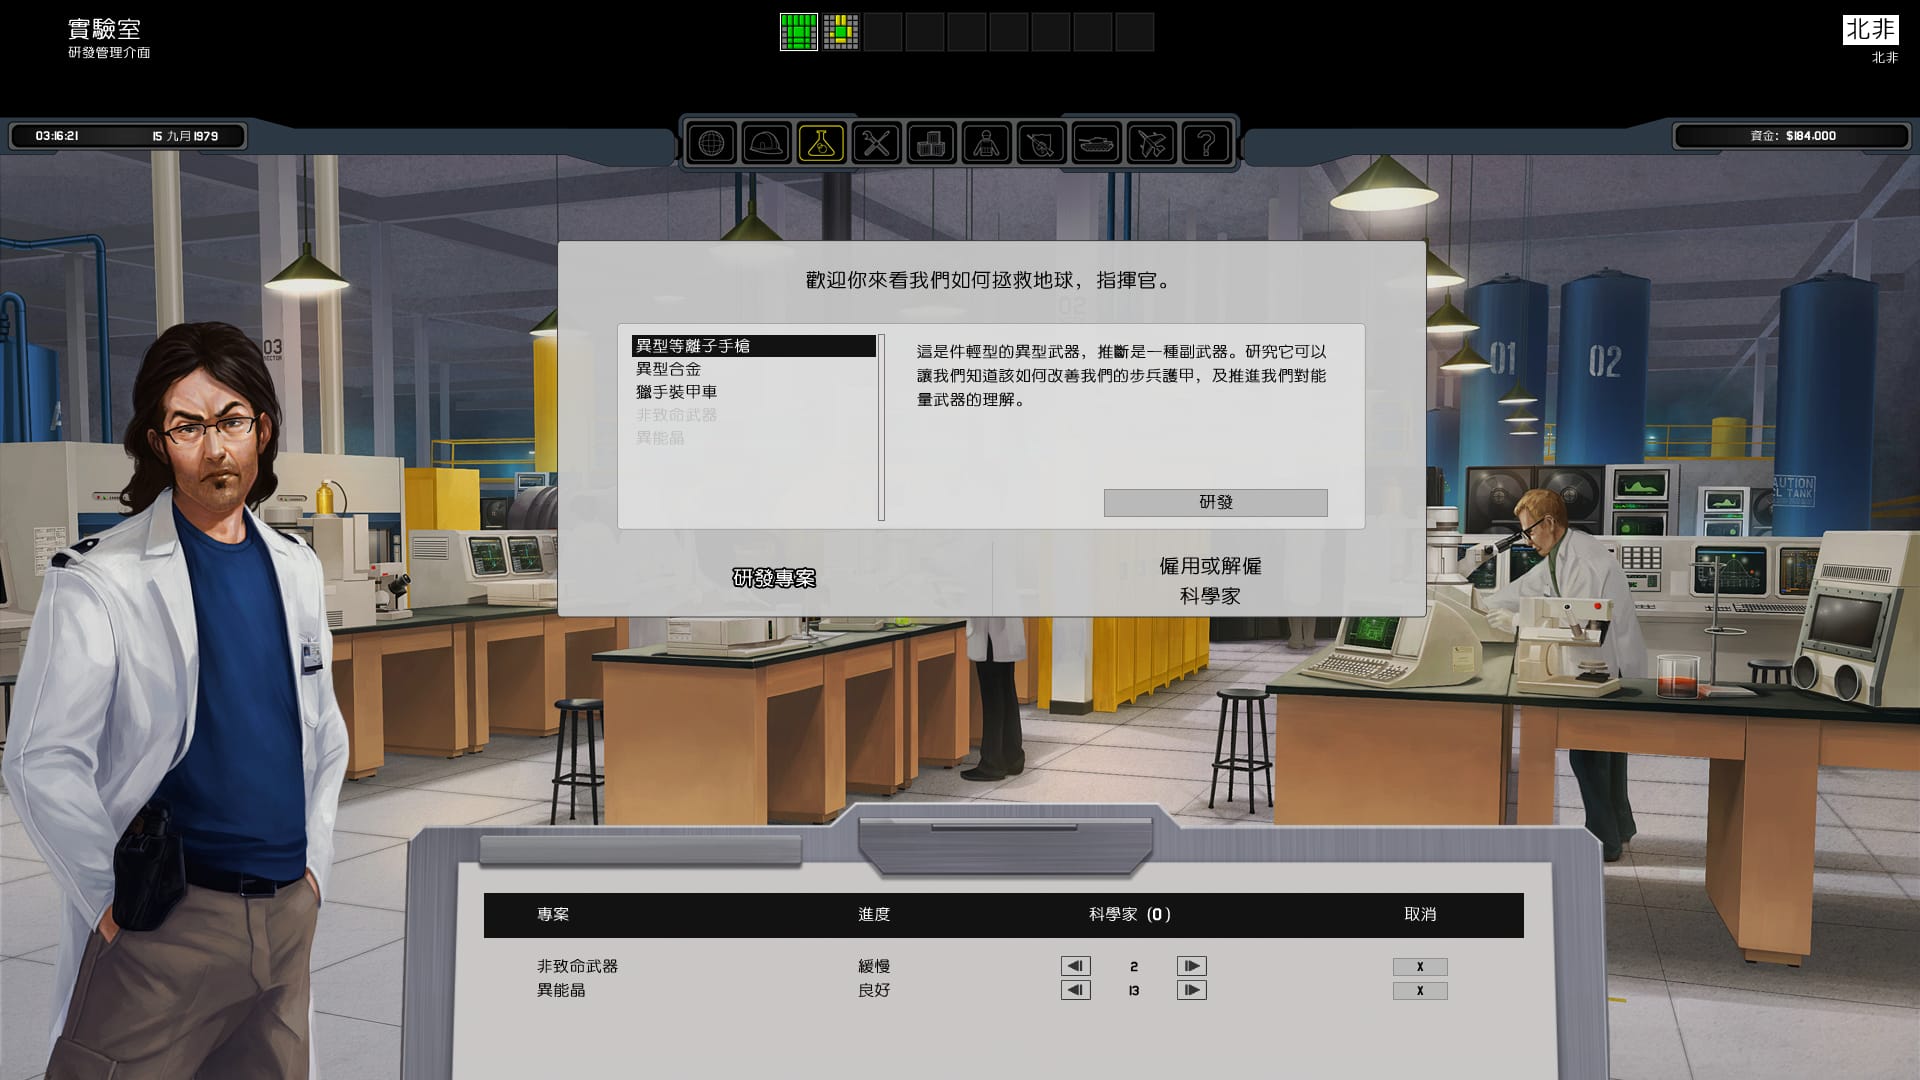 實驗室
研發管理介面
北非
北非
03:16:21
15 九月 1979
資金: $184,000
歡迎你來看我們如何拯救地球，指揮官。
異型等離子手槍
異型合金
獵手裝甲車
非致命武器
異能晶
這是件輕型的異型武器，推斷是一種副武器。研究它可以
讓我們知道該如何改善我們的步兵護甲，及推進我們對能
量武器的理解。
研發
研發專案
僱用或解僱
科學家
03
SECTOR
02
01
02
CAUTION
專案 進度 科學家 (0) 取消
非致命武器 緩慢 2 X
異能晶 良好 13 X